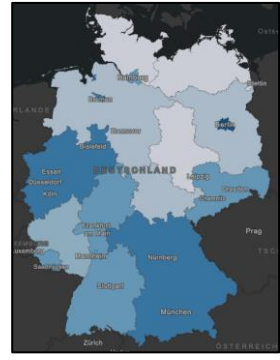 Hamburg
Stettin
Bremen
Berlin
Hannover
Bielefeld
DEUTSCHLAND
Essen
Düsseldorf
Köln
Leipzig
Dresden
Chemnitz
Frankfurt
am Main
Prag
Mannheim
Nürnberg
Saarbrücken
Stuttgart
München
Zürich
ÖSTERREICH